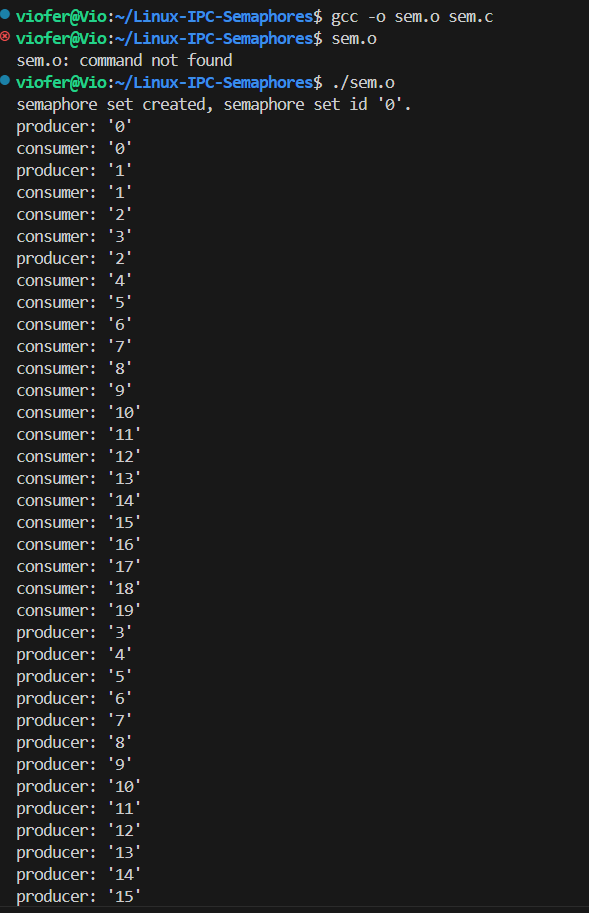 viofer@Vio:~/Linux-IPC-Semaphores$ gcc -o sem.o sem.c
viofer@Vio:~/Linux-IPC-Semaphores$ sem.o
sem.o: command not found
viofer@Vio:~/Linux-IPC-Semaphores$ ./sem.o
semaphore set created, semaphore set id '0'.
producer: '0'
consumer: '0'
producer: '1'
consumer: '1'
consumer: '2'
consumer: '3'
producer: '2'
consumer: '4'
consumer: '5'
consumer: '6'
consumer: '7'
consumer: '8'
consumer: '9'
consumer: '10'
consumer: '11'
consumer: '12'
consumer: '13'
consumer: '14'
consumer: '15'
consumer: '16'
consumer: '17'
consumer: '18'
consumer: '19'
producer: '3'
producer: '4'
producer: '5'
producer: '6'
producer: '7'
producer: '8'
producer: '9'
producer: '10'
producer: '11'
producer: '12'
producer: '13'
producer: '14'
producer: '15'